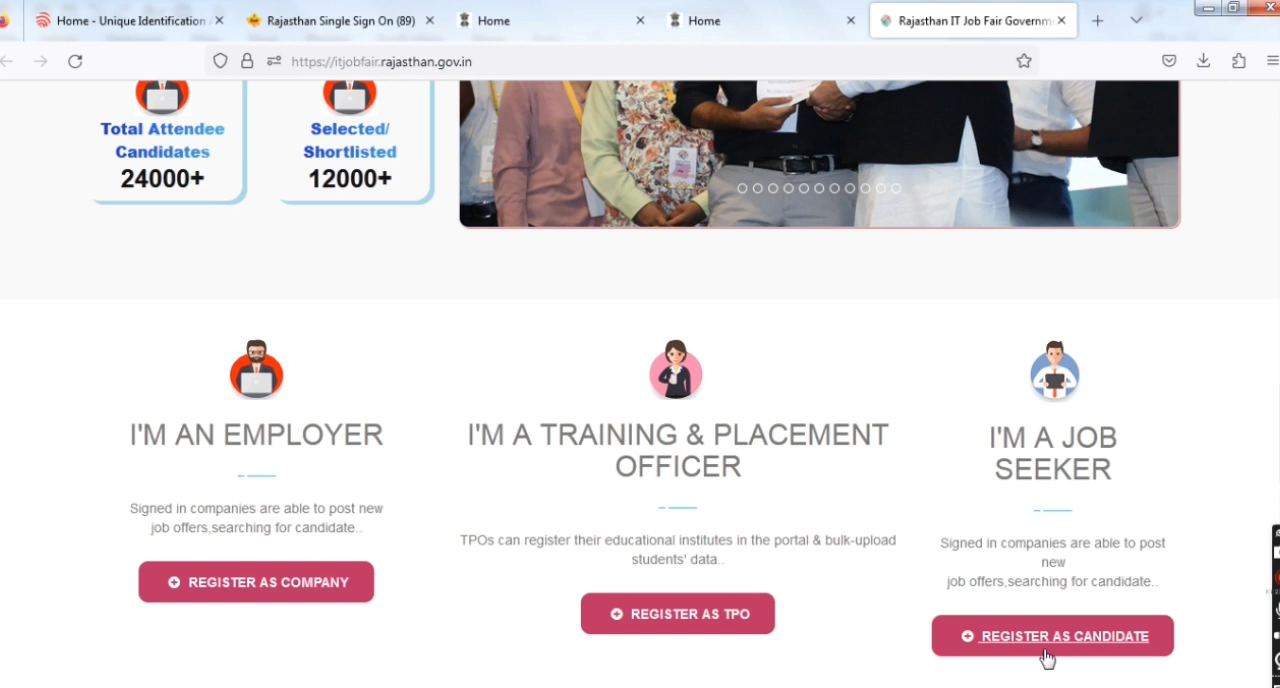 Home - Unique Identification
Rajasthan Single Sign On (89)
Home
Home
Rajasthan IT Job Fair Governm
https://itjobfair.rajasthan.gov.in
Total Attendee
Candidates
24000+
Selected/
Shortlisted
12000+
I'M AN EMPLOYER
Signed in companies are able to post new
job offers,searching for candidate..
REGISTER AS COMPANY
I'M A TRAINING & PLACEMENT
OFFICER
TPOs can register their educational institutes in the portal & bulk-upload
students' data..
REGISTER AS TPO
I'M A JOB
SEEKER
Signed in companies are able to post
new
job offers,searching for candidate..
REGISTER AS CANDIDATE